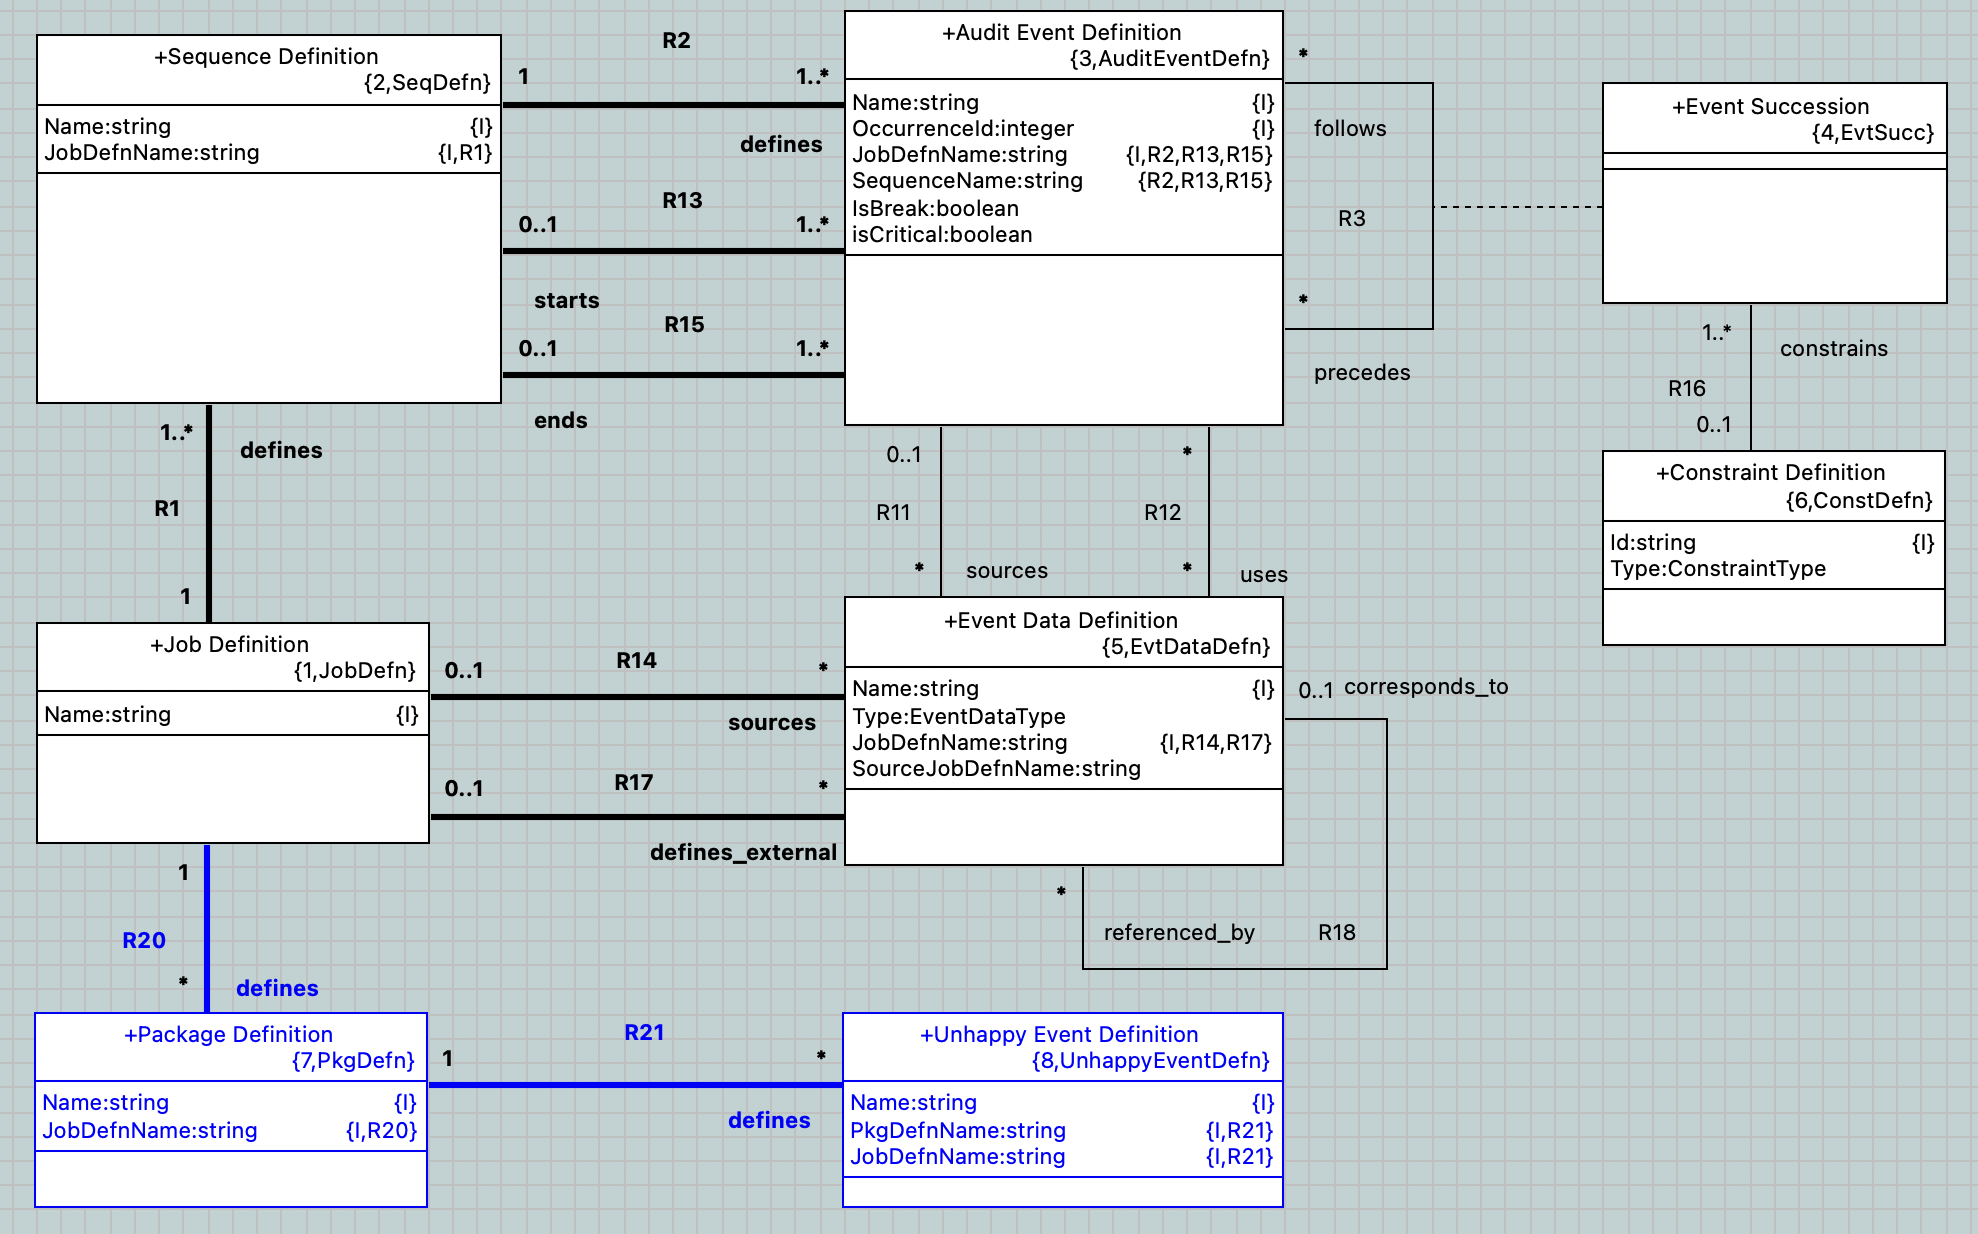 +Sequence Definition
{2,SeqDefn}
Name:string {I}
JobDefnName:string {I,R1}
R2
1
1..*
defines
R13
0..1
1..*
starts
R15
0..1
1..*
ends
+Audit Event Definition
{3,AuditEventDefn}
Name:string {I}
OccurrenceId:integer {I}
JobDefnName:string {I,R2,R13,R15}
SequenceName:string {R2,R13,R15}
IsBreak:boolean
isCritical:boolean
*
follows
R3
*
precedes
+Event Succession
{4,EvtSucc}
1..*
constrains
R16
0..1
+Constraint Definition
{6,ConstDefn}
Id:string {I}
Type:ConstraintType
1..*
defines
R1
1
0..1
R11
*
sources
*
R12
*
uses
+Job Definition
{1,JobDefn}
Name:string {I}
0..1
R14
*
sources
0..1
R17
*
defines_external
+Event Data Definition
{5,EvtDataDefn}
Name:string {I}
Type:EventDataType
JobDefnName:string {I,R14,R17}
SourceJobDefnName:string
0..1
corresponds_to
*
referenced_by
R18
1
R20
*
defines
+Package Definition
{7,PkgDefn}
Name:string {I}
JobDefnName:string {I,R20}
R21
1
*
defines
+Unhappy Event Definition
{8,UnhappyEventDefn}
Name:string {I}
PkgDefnName:string {I,R21}
JobDefnName:string {I,R21}